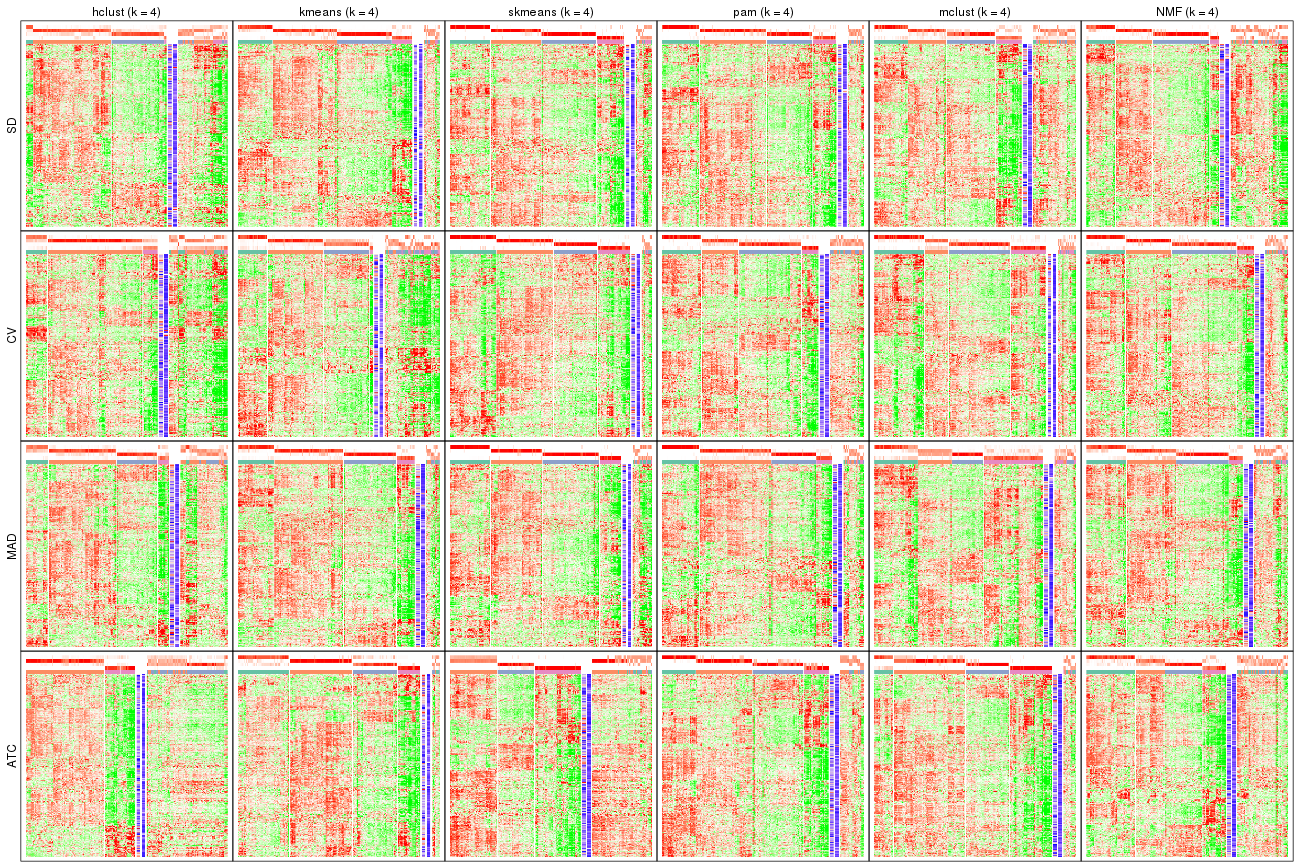 hclust (k = 4) kmeans (k = 4) skmeans (k = 4) pam (k = 4) mclust (k = 4) NMF (k = 4)
SD
CV
MAD
ATC